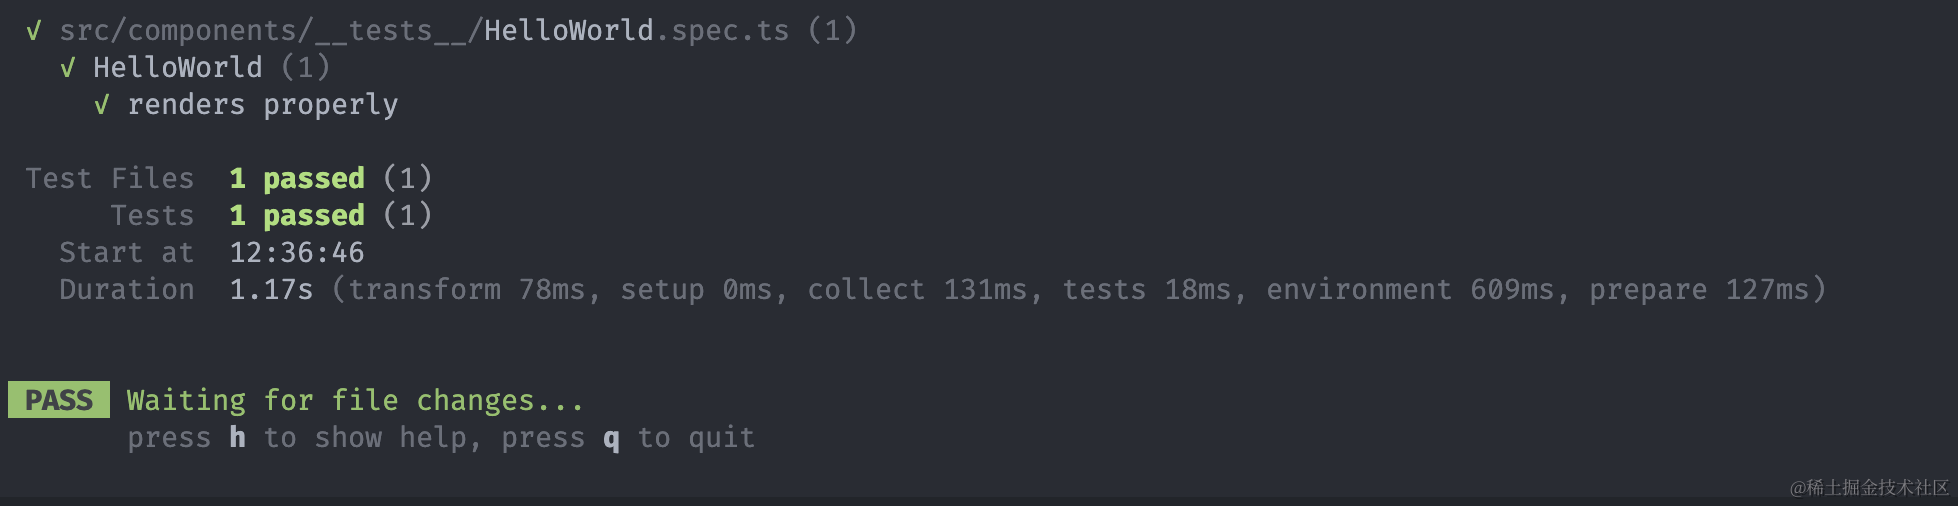 √ src/components/__tests__/HelloWorld.spec.ts (1)
√ HelloWorld (1)
√ renders properly
Test Files 1 passed (1)
Tests 1 passed (1)
Start at 12:36:46
Duration 1.17s (transform 78ms, setup 0ms, collect 131ms, tests 18ms, environment 609ms, prepare 127ms)
PASS Waiting for file changes...
press h to show help, press q to quit
@稀土掘金技术社区